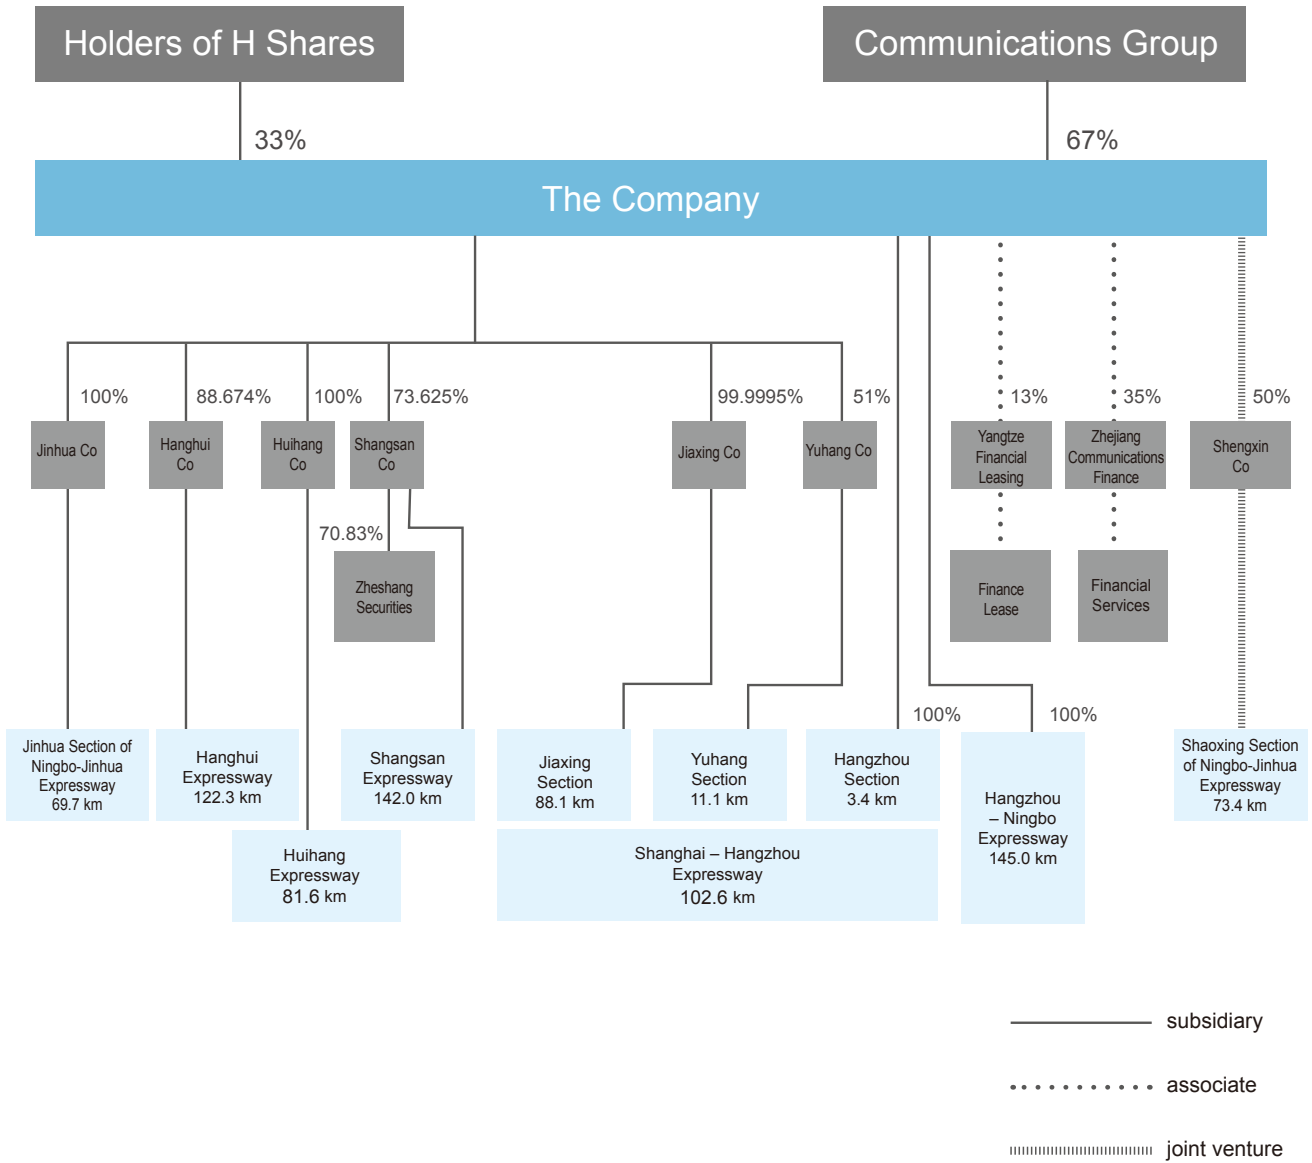 Holders of H Shares
Communications Group
33%
67%
The Company
100%
88.674%
100%
73.625%
99.9995%
51%
13%
35%
50%
Jinhua Co
Hanghui
Co
Huihang
Co
Shangsan
Co
Jiaxing Co
Yuhang Co
Yangtze
Financial
Leasing
Zhejiang
Communications
Finance
Shengxin
Co
70.83%
Zheshang
Securities
Finance
Lease
Financial
Services
100%
100%
Jinhua Section of
Ningbo-Jinhua
Expressway
69.7 km
Hanghui
Expressway
122.3 km
Shangsan
Expressway
142.0 km
Jiaxing
Section
88.1 km
Yuhang
Section
11.1 km
Hangzhou
Section
3.4 km
Hangzhou
– Ningbo
Expressway
145.0 km
Shaoxing Section
of Ningbo-Jinhua
Expressway
73.4 km
Huihang
Expressway
81.6 km
Shanghai – Hangzhou
Expressway
102.6 km
subsidiary
associate
joint venture